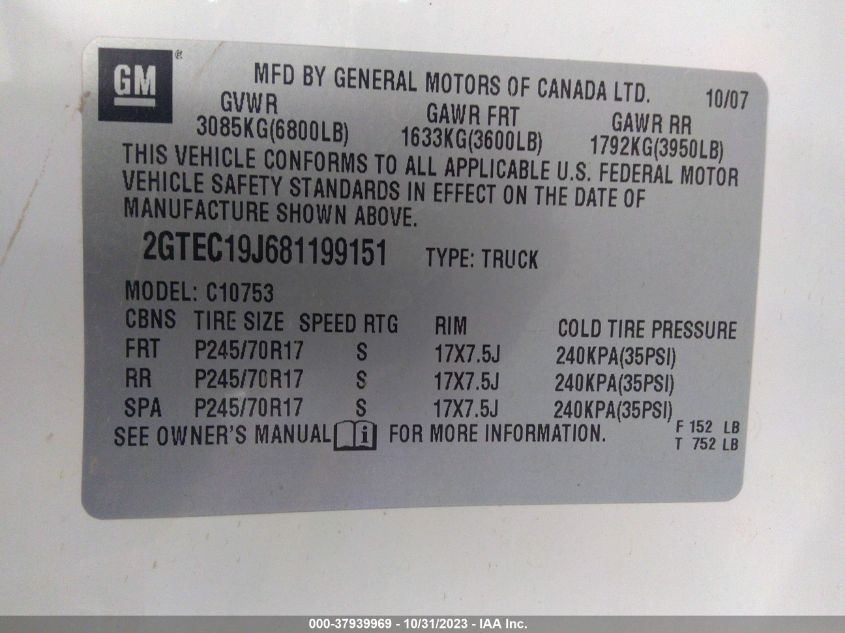 GM ®
MFD BY GENERAL MOTORS OF CANADA LTD. 10/07
GVWR GAWR FRT GAWR RR
3085KG(6800LB) 1633KG(3600LB) 1792KG(3950LB)
THIS VEHICLE CONFORMS TO ALL APPLICABLE U.S. FEDERAL MOTOR
VEHICLE SAFETY STANDARDS IN EFFECT ON THE DATE OF
MANUFACTURE SHOWN ABOVE.
2GTEC19J681199151 TYPE: TRUCK
MODEL: C10753
CBNS TIRE SIZE SPEED RTG RIM COLD TIRE PRESSURE
FRT P245/70R17 S 17X7.5J 240KPA(35PSI)
RR P245/70R17 S 17X7.5J 240KPA(35PSI)
SPA P245/70R17 S 17X7.5J 240KPA(35PSI)
SEE OWNER'S MANUAL i FOR MORE INFORMATION.
F 152 LB
T 752 LB
000-37939969 - 10/31/2023 - IAA Inc.